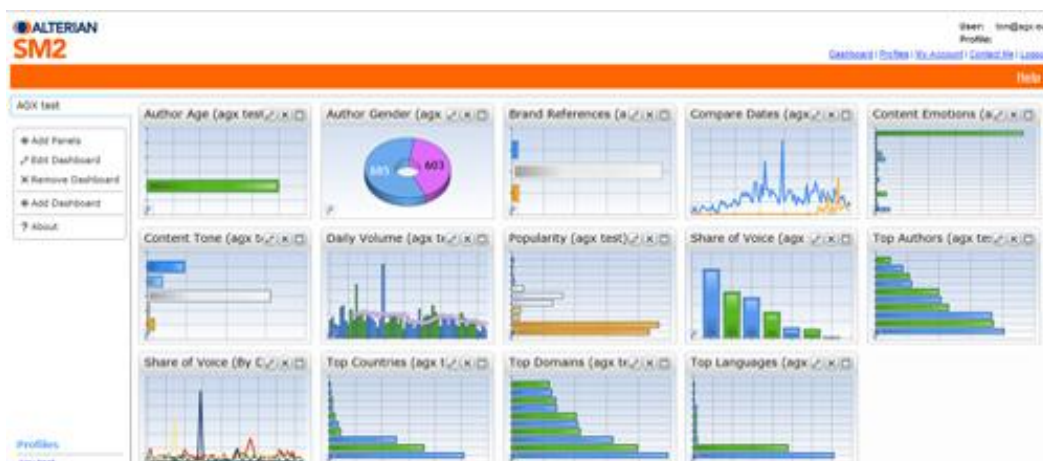 ALTERIAN
SM2
User:
Profile:
Dashboard | Profiles | My Account | Contact Me |
Help
AGX test
Add Panels
Edit Dashboard
Remove Dashboard
Add Dashboard
? About
Author Age (agx test
Author Gender (agx
603
Brand References (a
Compare Dates (agx
Content Emotions (a
Content Tone (agx t
Daily Volume (agx t
Popularity (agx test)
Share of Voice (agx
Top Authors (agx te
Share of Voice (By C
Top Countries (agx t
Top Domains (agx t
Top Languages (agx
Profiles